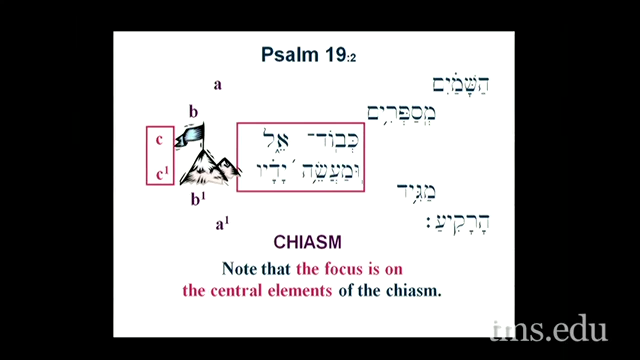 Psalm 19:2
a
הַשָּׁמַיִם
b
מְסַפְּרִים
c
כְּבוֹד־ אֵל
c1
וּמַעֲשֵׂה יָדָיו
b1
מַגִּיד
a1
הָרָקִיעַ׃
CHIASM
Note that the focus is on
the central elements of the chiasm.
tms.edu